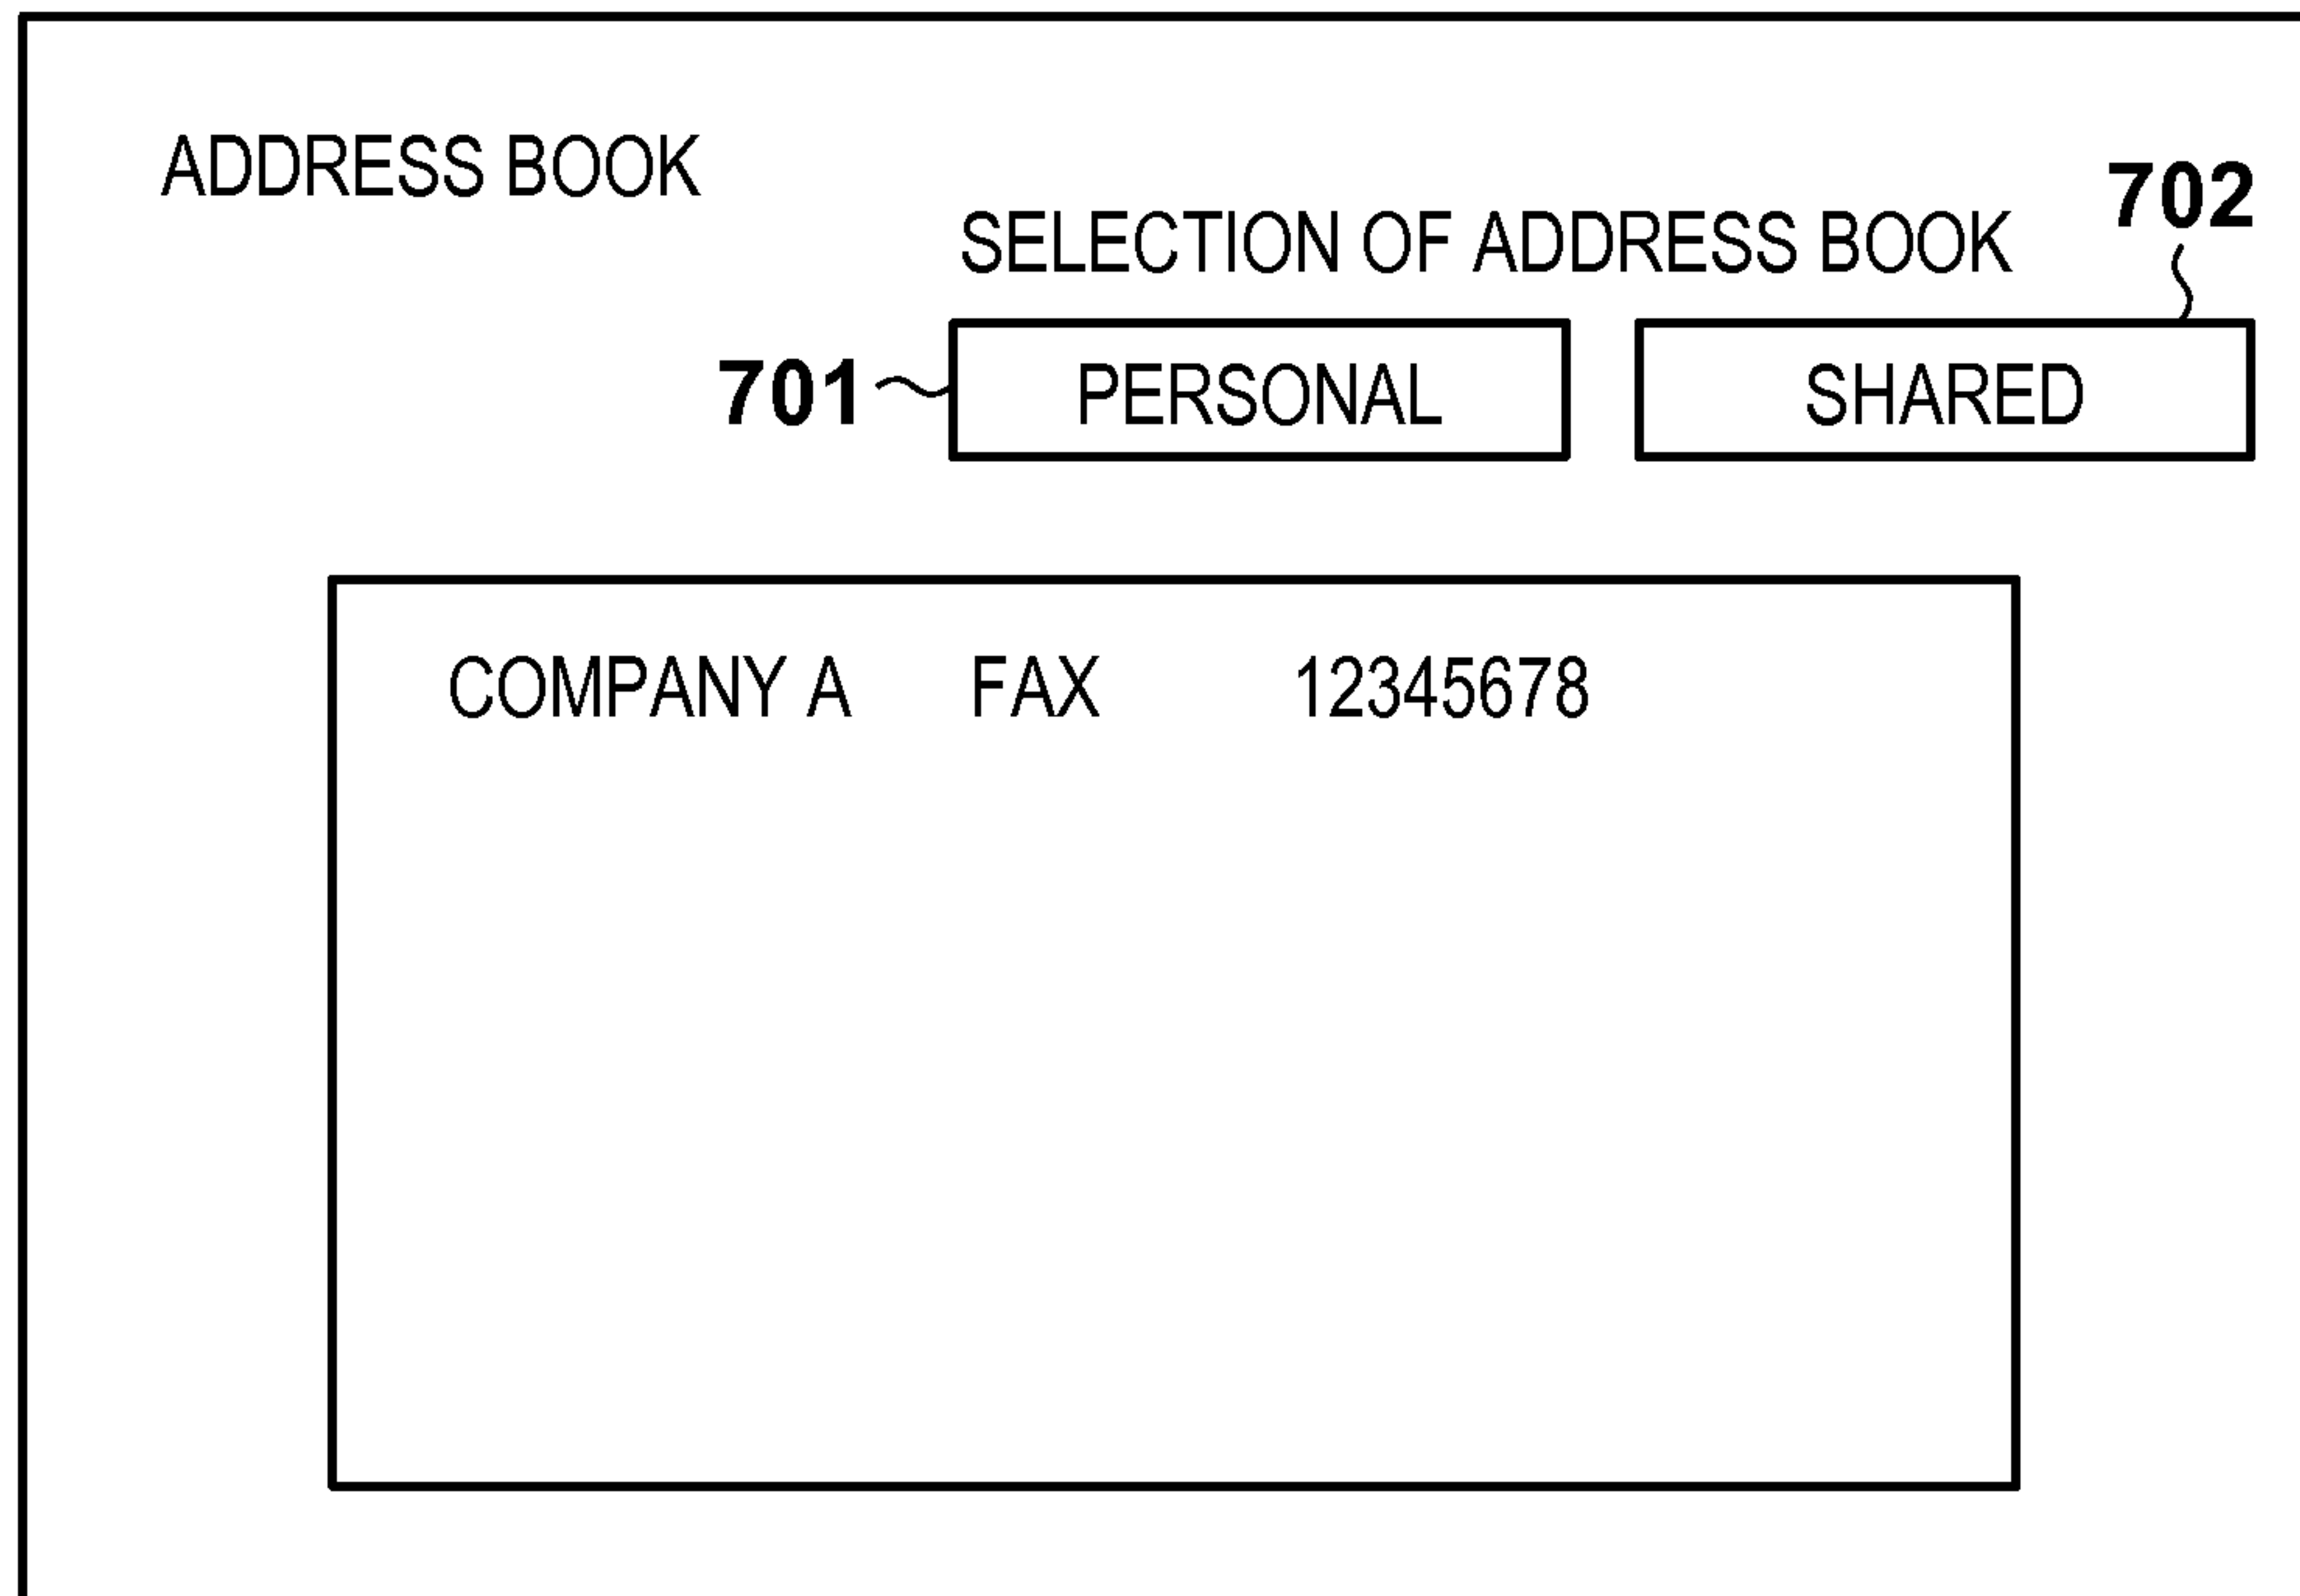 ADDRESS BOOK
702
SELECTION OF ADDRESS BOOK
701 PERSONAL SHARED
COMPANY A FAX 12345678